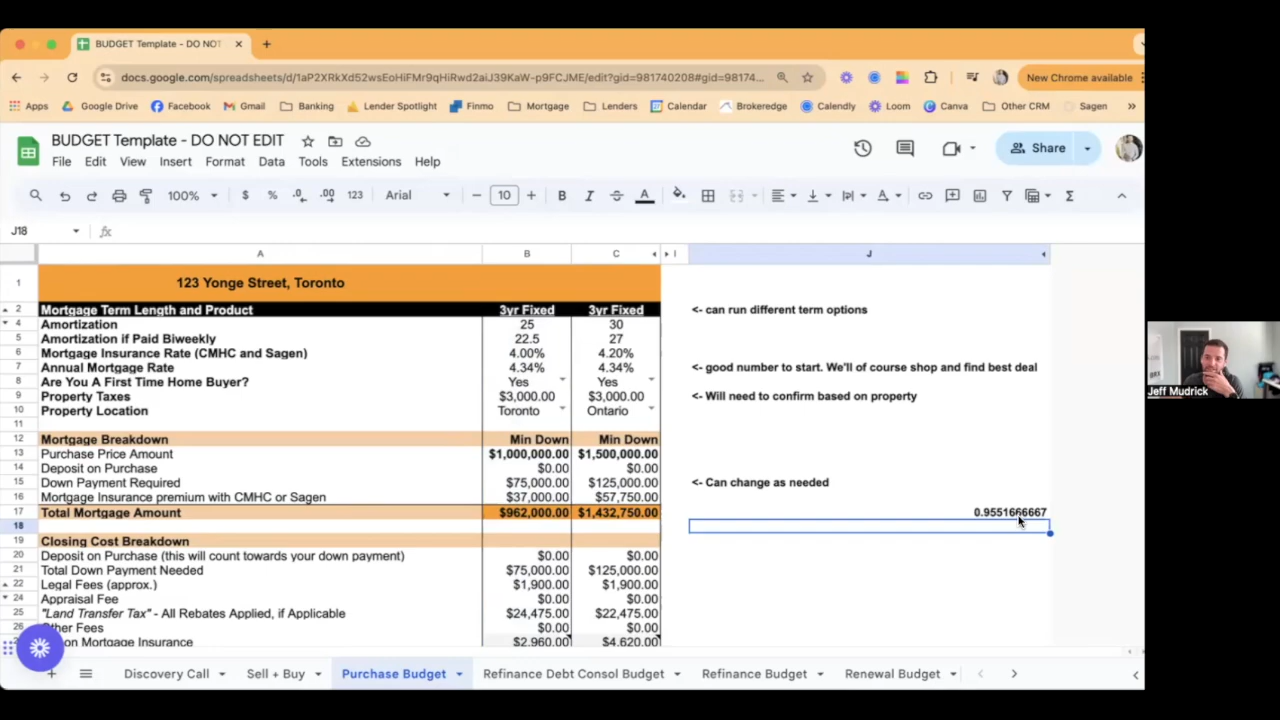 BUDGET Template - DO NOT
docs.google.com/spreadsheets/d/1aP2XRkXd52wsEoHiFMr9qHiRwd2aiJ39KaW-p9FCJME/edit?gid=981740208#gid=98174...
New Chrome available
Apps Google Drive Facebook Gmail Banking Lender Spotlight Finmo Mortgage Lenders Calendar Brokeredge Calendly Loom Canva Other CRM Sagen »
BUDGET Template - DO NOT EDIT
File Edit View Insert Format Data Tools Extensions Help
Share
100% $ % .0 .00 123 Arial 10 B I A Σ
J18 fx
A B C I J
1 123 Yonge Street, Toronto
2 Mortgage Term Length and Product 3yr Fixed 3yr Fixed <- can run different term options
4 Amortization 25 30
5 Amortization if Paid Biweekly 22.5 27
6 Mortgage Insurance Rate (CMHC and Sagen) 4.00% 4.20%
7 Annual Mortgage Rate 4.34% 4.34% <- good number to start. We'll of course shop and find best deal
8 Are You A First Time Home Buyer? Yes Yes
9 Property Taxes $3,000.00 $3,000.00 <- Will need to confirm based on property
10 Property Location Toronto Ontario
11
12 Mortgage Breakdown Min Down Min Down
13 Purchase Price Amount $1,000,000.00 $1,500,000.00
14 Deposit on Purchase $0.00 $0.00
15 Down Payment Required $75,000.00 $125,000.00 <- Can change as needed
16 Mortgage Insurance premium with CMHC or Sagen $37,000.00 $57,750.00
17 Total Mortgage Amount $962,000.00 $1,432,750.00 0.9551666667
18
19 Closing Cost Breakdown
20 Deposit on Purchase (this will count towards your down payment) $0.00 $0.00
21 Total Down Payment Needed $75,000.00 $125,000.00
22 Legal Fees (approx.) $1,900.00 $1,900.00
24 Appraisal Fee $0.00 $0.00
25 "Land Transfer Tax" - All Rebates Applied, if Applicable $24,475.00 $22,475.00
26 Other Fees $0.00 $0.00
on Mortgage Insurance $2,960.00 $4,620.00
Discovery Call Sell + Buy Purchase Budget Refinance Debt Consol Budget Refinance Budget Renewal Budget
Jeff Mudrick